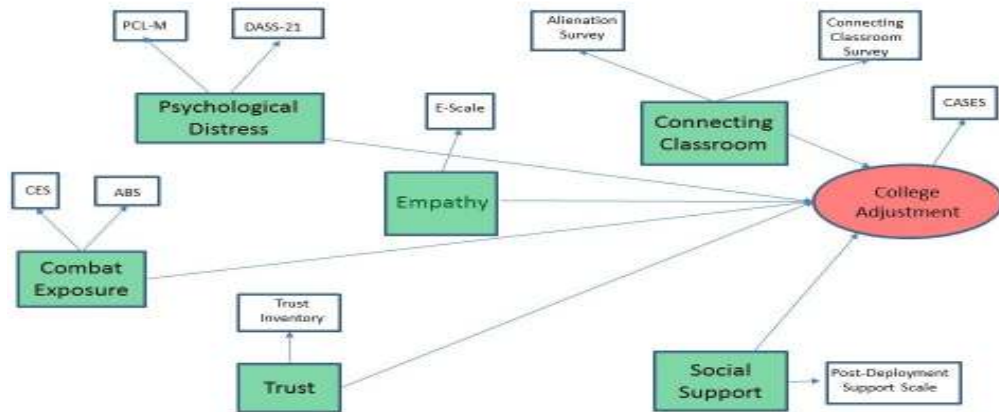 PCL-M
DASS-21
Alienation
Survey
Connecting
Classroom
Survey
Psychological
Distress
E-Scale
Connecting
Classroom
CASES
CES
ABS
Empathy
College
Adjustment
Combat
Exposure
Trust
Inventory
Trust
Social
Support
Post-Deployment
Support Scale